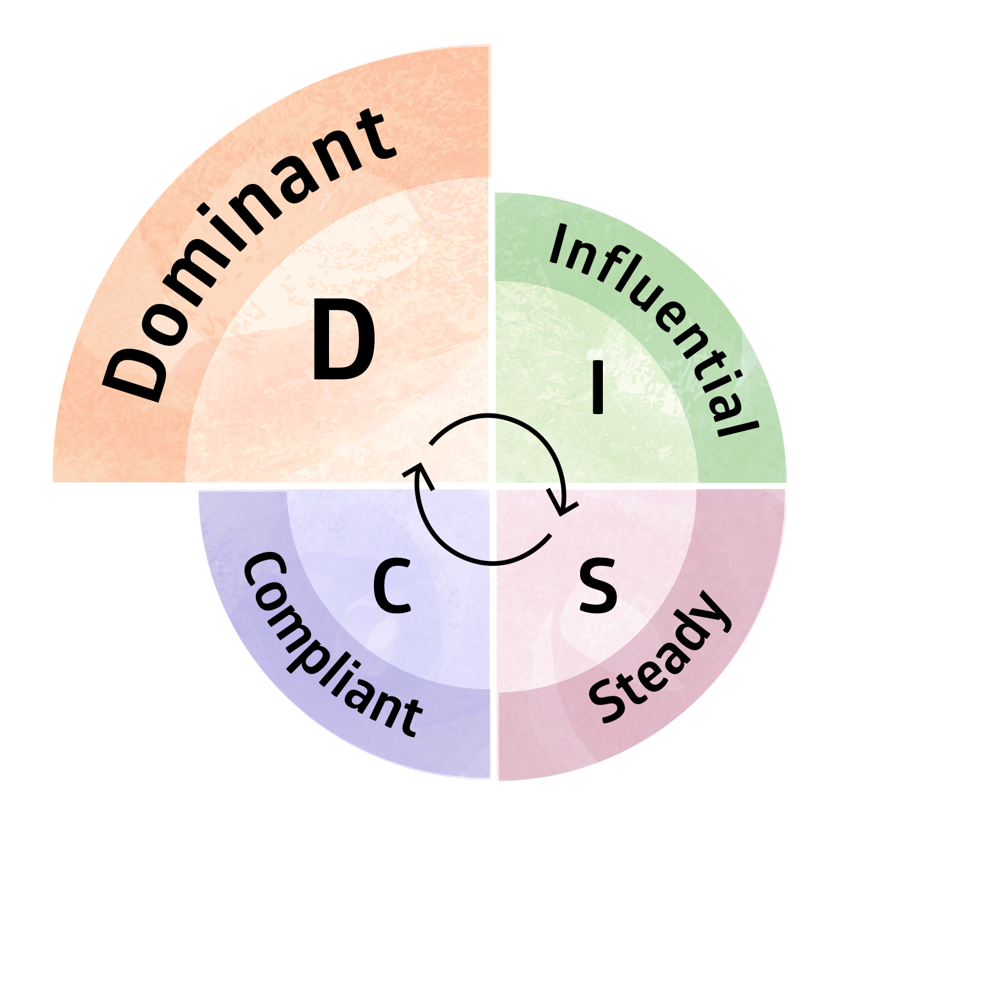 Dominant
D
Influential
I
Steady
S
Compliant
C